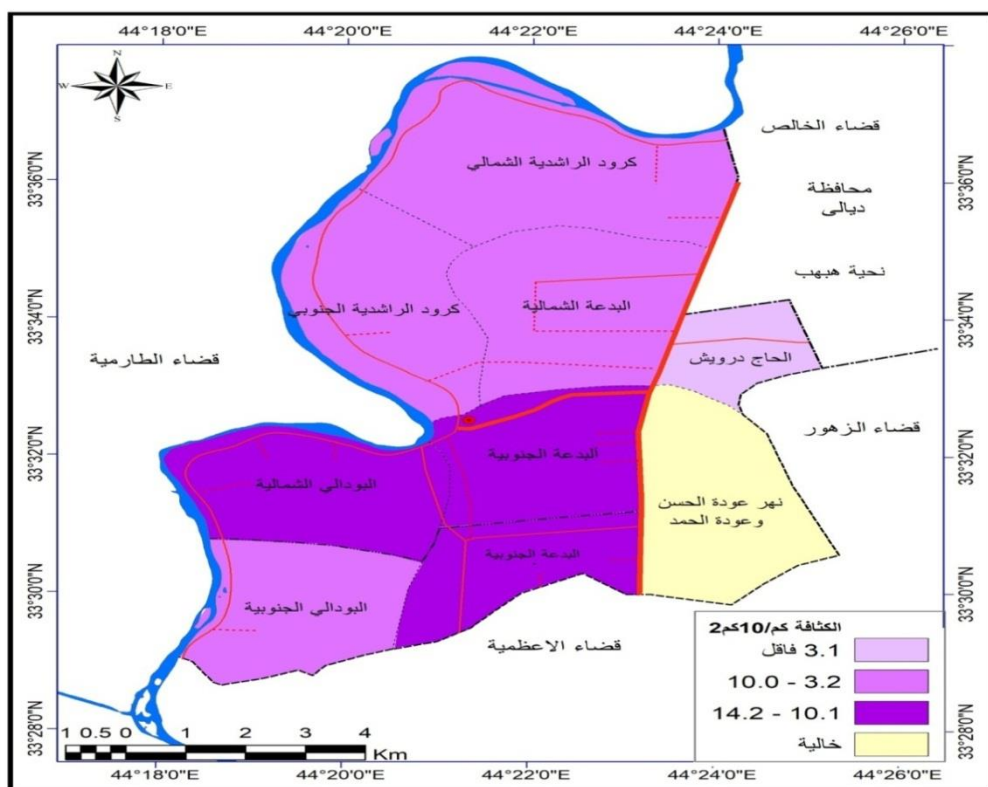 44°18'0"E 44°20'0"E 44°22'0"E 44°24'0"E 44°26'0"E
N
W E
S
33°36'0"N
33°34'0"N
33°32'0"N
33°30'0"N
33°28'0"N
قضاء الخالص
محافظة
ديالى
نحية هبهب
كرود الراشدية الشمالي
البدعة الشمالية
كرود الراشدية الجنوبي
الحاج درويش
قضاء الطارمية
قضاء الزهور
البدعة الجنوبية
البودالي الشمالية
نهر عودة الحسن
وعودة الحمد
البدعة الجنوبية
البودالي الجنوبية
قضاء الاعظمية
الكثافة كم/10كم2
3.1 فاقل
10.0 - 3.2
14.2 - 10.1
خالية
1 0.5 0 1 2 3 4
Km
33°36'0"N
33°34'0"N
33°32'0"N
33°30'0"N
33°28'0"N
44°18'0"E 44°20'0"E 44°22'0"E 44°24'0"E 44°26'0"E